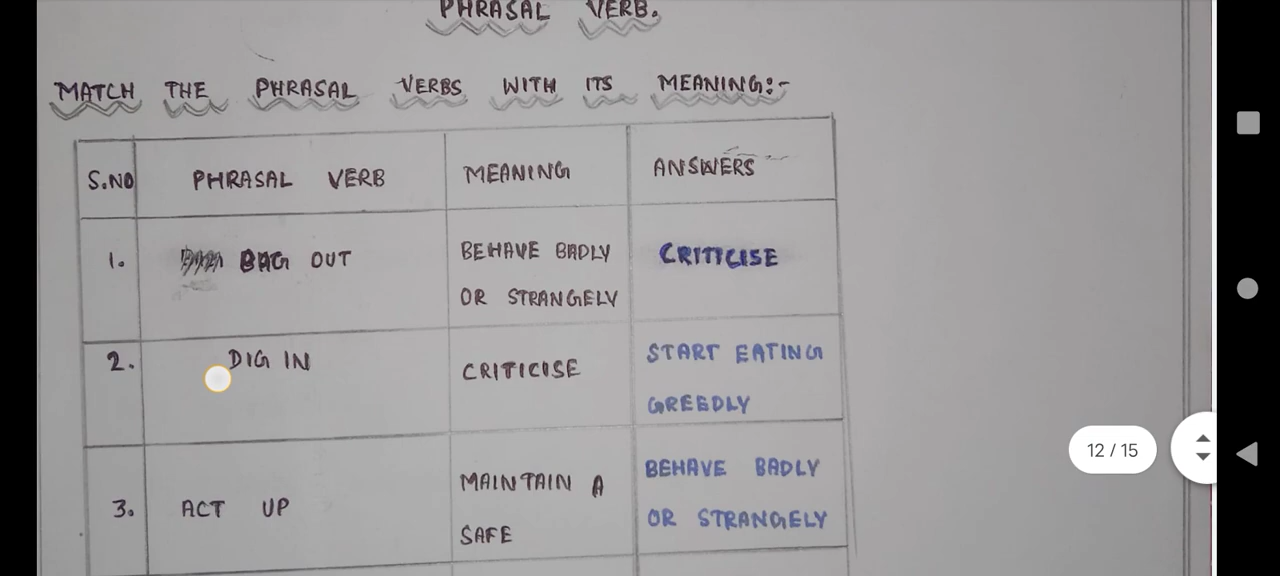 PHRASAL VERB.
MATCH THE PHRASAL VERBS WITH ITS MEANING:-
S.NO PHRASAL VERB MEANING ANSWERS
1. BAG OUT BEHAVE BADLY OR STRANGELY CRITICISE
2. DIG IN CRITICISE START EATING GREEDLY
3. ACT UP MAINTAIN A SAFE BEHAVE BADLY OR STRANGELY
12 / 15